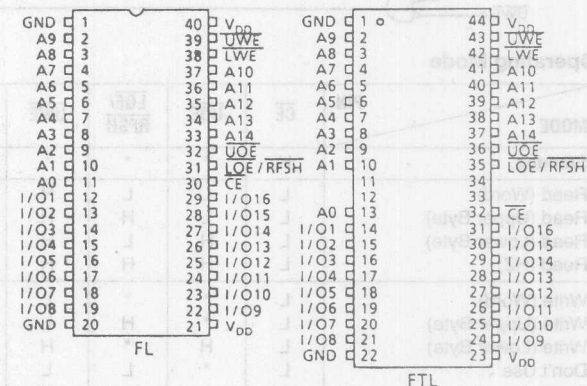 GND 1 40 VDD
A9 2 39 UWE
A8 3 38 LWE
A7 4 37 A10
A6 5 36 A11
A5 6 35 A12
A4 7 34 A13
A3 8 33 A14
A2 9 32 UOE
A1 10 31 LOE/RFSH
A0 11 30 CE
I/O1 12 29 I/O16
I/O2 13 28 I/O15
I/O3 14 27 I/O14
I/O4 15 26 I/O13
I/O5 16 25 I/O12
I/O6 17 24 I/O11
I/O7 18 23 I/O10
I/O8 19 22 I/O9
GND 20 21 VDD
FL
GND 1 44 VDD
A9 2 43 UWE
A8 3 42 LWE
A7 4 41 A10
A6 5 40 A11
A5 6 39 A12
A4 7 38 A13
A3 8 37 A14
A2 9 36 UOE
A1 10 35 LOE/RFSH
11 34
12 33
A0 13 32 CE
I/O1 14 31 I/O16
I/O2 15 30 I/O15
I/O3 16 29 I/O14
I/O4 17 28 I/O13
I/O5 18 27 I/O12
I/O6 19 26 I/O11
I/O7 20 25 I/O10
I/O8 21 24 I/O9
GND 22 23 VDD
FTL